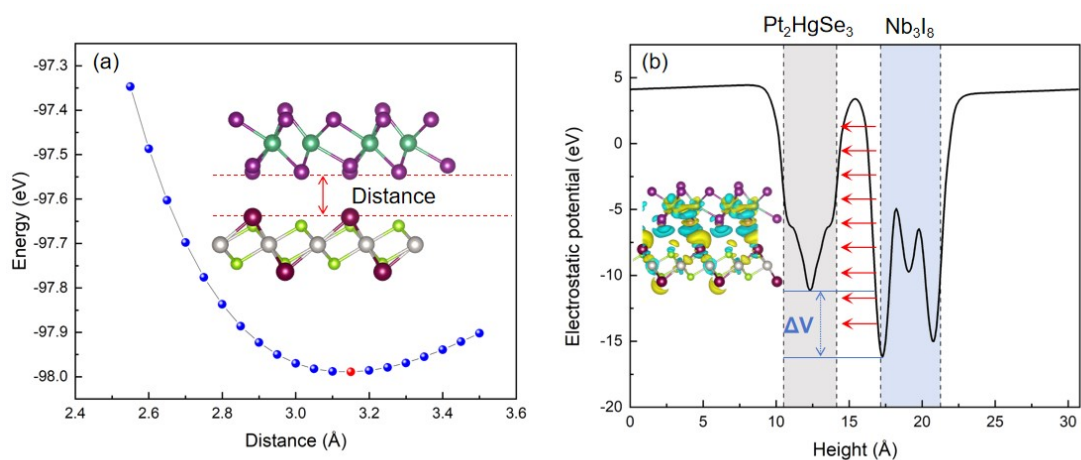 (a)
-97.3
-97.4
-97.5
-97.6
-97.7
-97.8
-97.9
-98.0
Energy (eV)
2.4 2.6 2.8 3.0 3.2 3.4 3.6
Distance (Å)
Distance
Pt₂HgSe₃ Nb₃I₈
(b)
5
0
-5
-10
-15
-20
Electrostatic potential (eV)
ΔV
0 5 10 15 20 25 30
Height (Å)